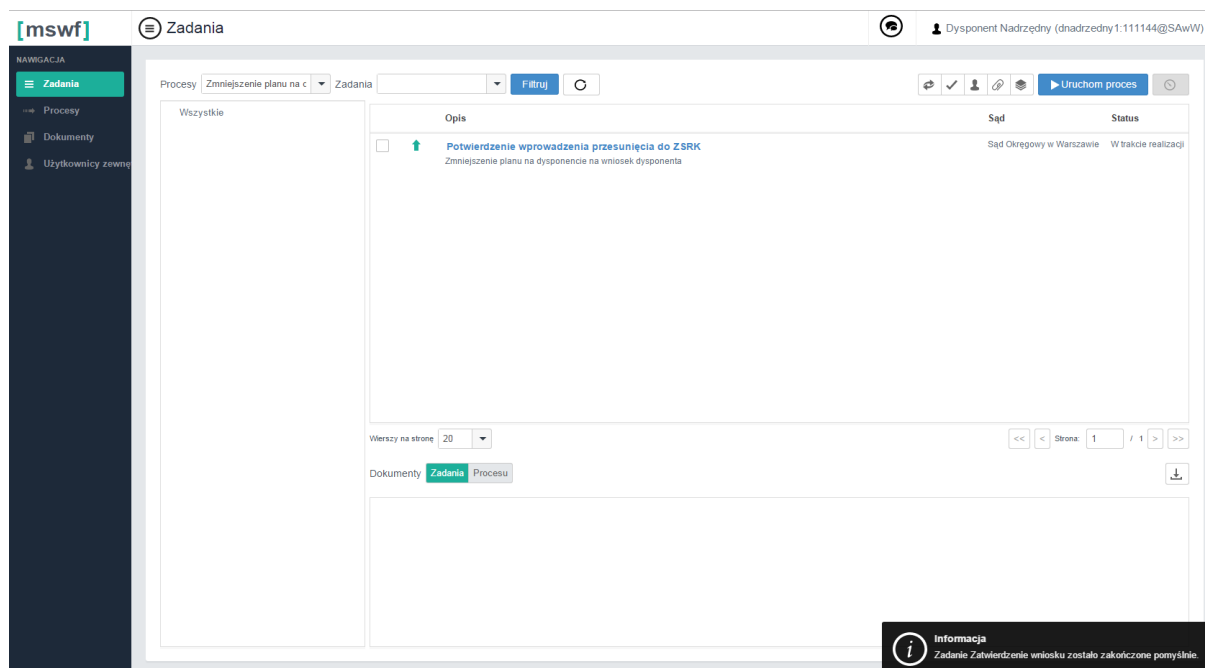 [mswf]
Zadania
Dysponent Nadrzędny (dnadrzedny1:111144@SAwW)
NAWIGACJA
Zadania
Procesy
Dokumenty
Użytkownicy zewnę
Procesy Zmniejszenie planu na c Zadania Filtruj Uruchom proces
Wszystkie
Opis Sąd Status
Potwierdzenie wprowadzenia przesunięcia do ZSRK Sąd Okręgowy w Warszawie W trakcie realizacji
Zmniejszenie planu na dysponencie na wniosek dysponenta
Wierszy na stronę 20 << < Strona: 1 / 1 > >>
Dokumenty Zadania Procesu
Informacja
Zadanie Zatwierdzenie wniosku zostało zakończone pomyślnie.